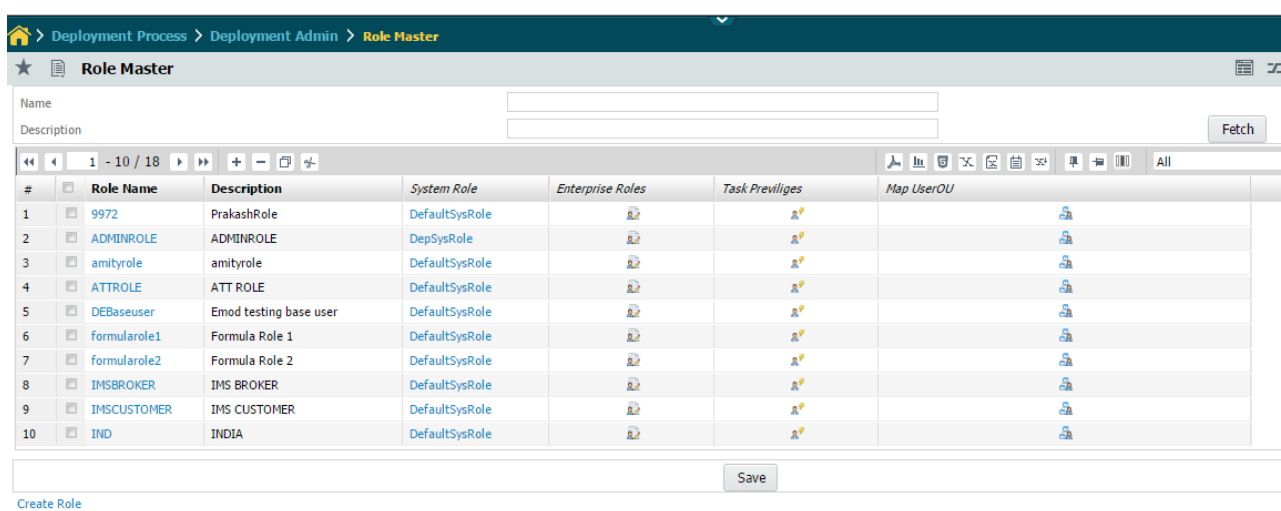 Deployment Process > Deployment Admin > Role Master
Role Master
Name
Description
Fetch
1 - 10 / 18 All
# Role Name Description System Role Enterprise Roles Task Previliges Map UserOU
1 9972 PrakashRole DefaultSysRole
2 ADMINROLE ADMINROLE DepSysRole
3 amityrole amityrole DefaultSysRole
4 ATTROLE ATT ROLE DefaultSysRole
5 DEBaseuser Emod testing base user DefaultSysRole
6 formularole1 Formula Role 1 DefaultSysRole
7 formularole2 Formula Role 2 DefaultSysRole
8 IMSBROKER IMS BROKER DefaultSysRole
9 IMSCUSTOMER IMS CUSTOMER DefaultSysRole
10 IND INDIA DefaultSysRole
Save
Create Role